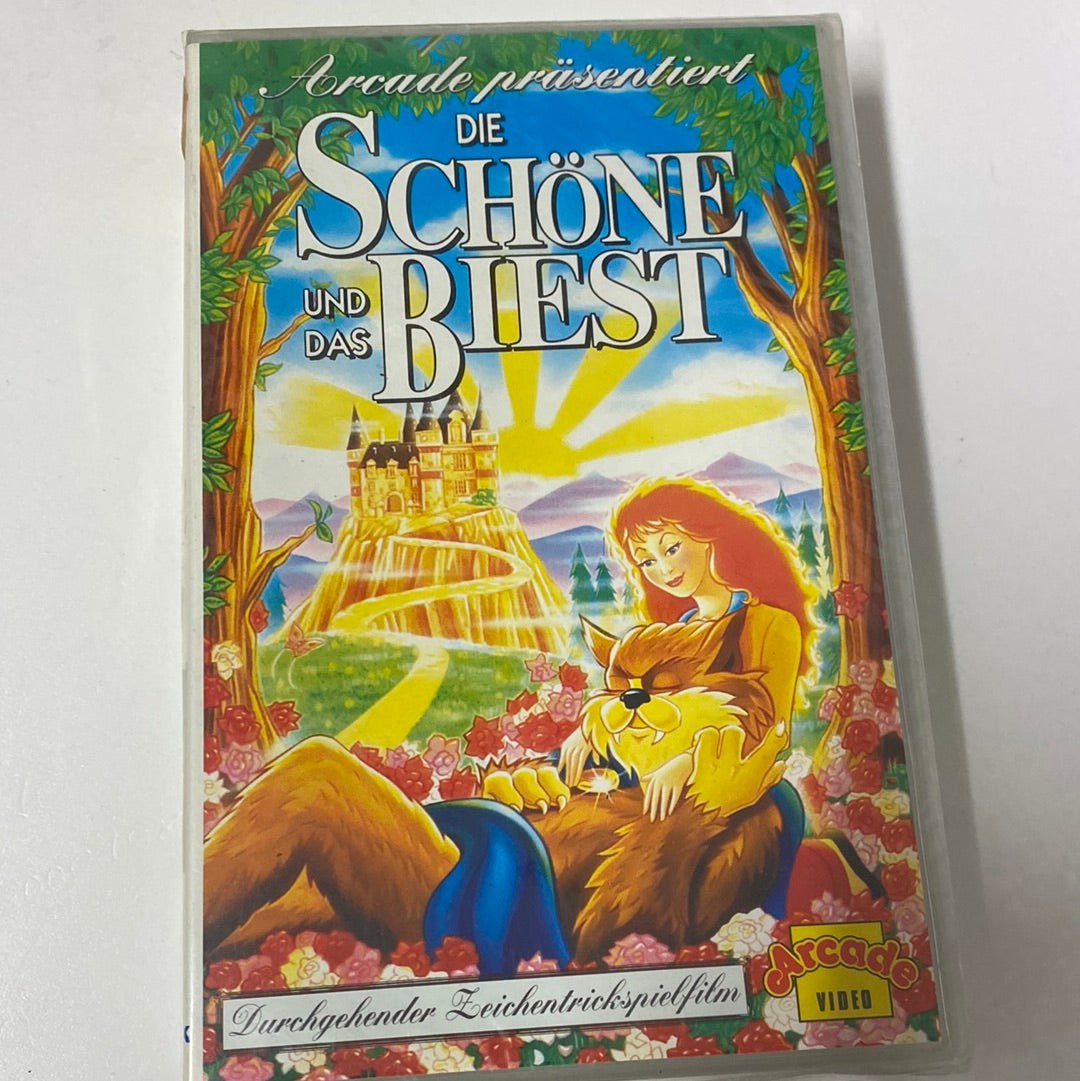 Arcade präsentiert
DIE
SCHÖNE
UND DAS
BIEST
Durchgehender Zeichentrickspielfilm
Arcade
VIDEO